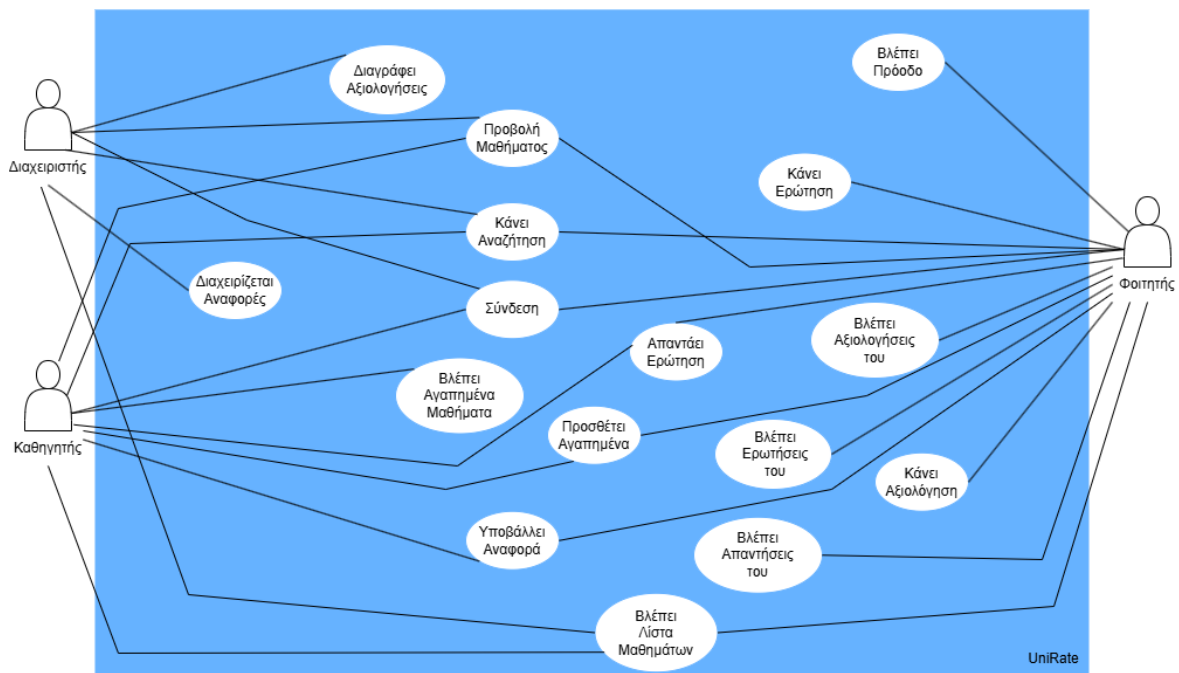 Βλέπει
Πρόοδο
Διαγράφει
Αξιολογήσεις
Προβολή
Μαθήματος
Διαχειριστής
Κάνει
Ερώτηση
Κάνει
Αναζήτηση
Διαχειρίζεται
Αναφορές
Φοιτητής
Σύνδεση
Βλέπει
Αξιολογήσεις
του
Απαντάει
Ερώτηση
Βλέπει
Αγαπημένα
Μαθήματα
Καθηγητής
Προσθέτει
Αγαπημένα
Βλέπει
Ερωτήσεις
του
Κάνει
Αξιολόγηση
Υποβάλλει
Αναφορά
Βλέπει
Απαντήσεις
του
Βλέπει
Λίστα
Μαθημάτων
UniRate